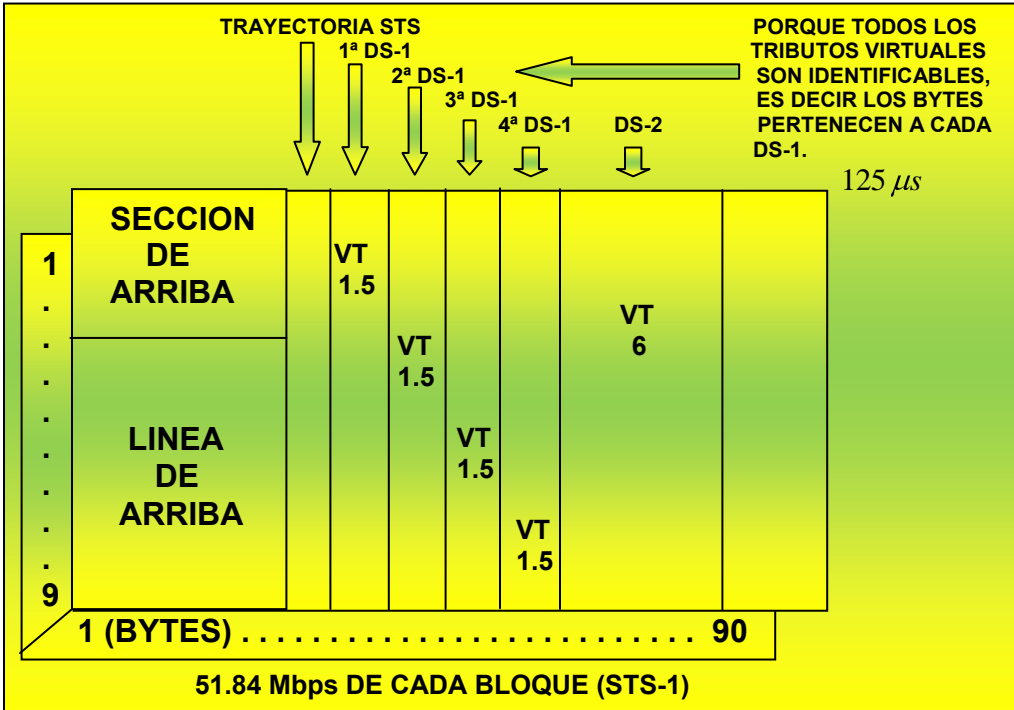 TRAYECTORIA STS
1ª DS-1
2ª DS-1
3ª DS-1
4ª DS-1
DS-2
PORQUE TODOS LOS
TRIBUTOS VIRTUALES
SON IDENTIFICABLES,
ES DECIR LOS BYTES
PERTENECEN A CADA
DS-1.
125 μs
SECCION
DE
ARRIBA
LINEA
DE
ARRIBA
1
.
.
.
.
.
.
.
9
VT
1.5
VT
1.5
VT
1.5
VT
1.5
VT
6
1 (BYTES) . . . . . . . . . . . . . . . . . . . . . . . . . . . . 90
51.84 Mbps DE CADA BLOQUE (STS-1)